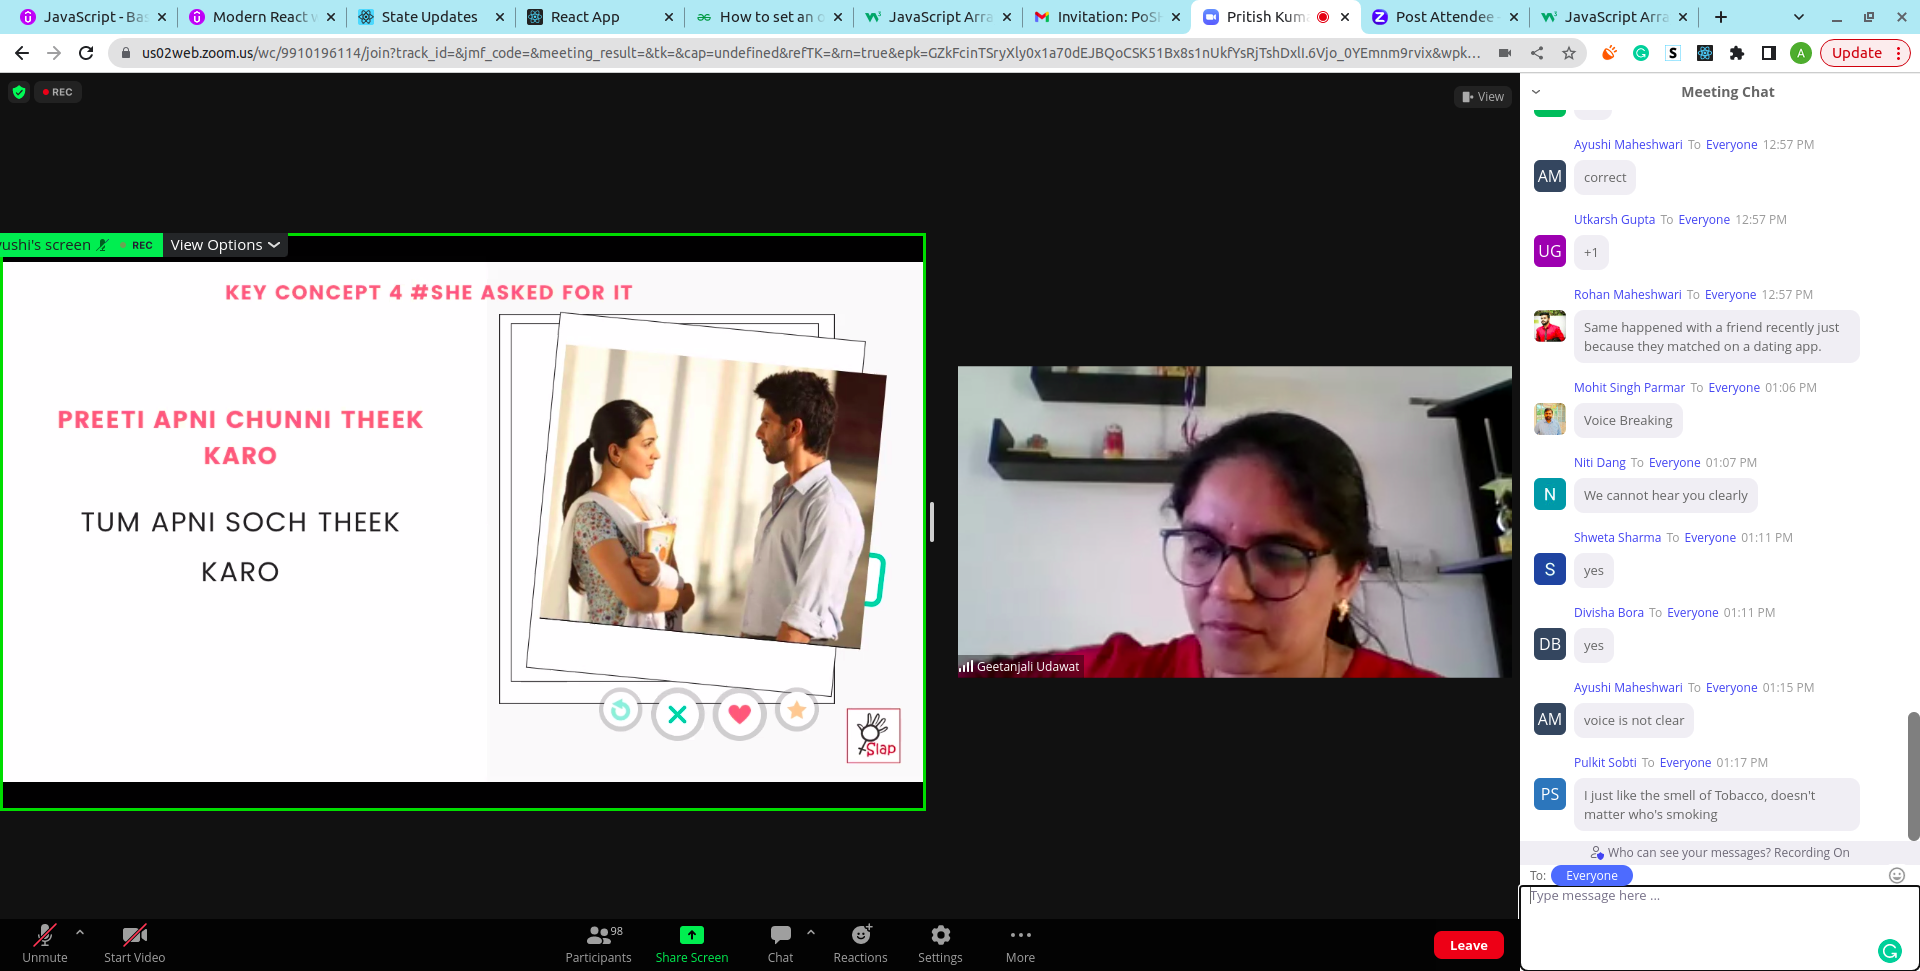 JavaScript - Bas
Modern React w
State Updates
React App
How to set an o
JavaScript Arra
Invitation: PoSH
Pritish Kuma
Post Attendee -
JavaScript Arra
us02web.zoom.us/wc/9910196114/join?track_id=&jmf_code=&meeting_result=&tk=&cap=undefined&refTK=&rn=true&epk=GZkFcinTSryXly0x1a70dEJBQoCSK51Bx8s1nUkfYsRjTshDxlI.6Vjo_0YEmnm9rvix&wpk...
S
A
Update
REC
View
yushi's screen
REC
View Options
KEY CONCEPT 4 #SHE ASKED FOR IT
PREETI APNI CHUNNI THEEK
KARO
TUM APNI SOCH THEEK
KARO
Slap
Geetanjali Udawat
Meeting Chat
Ayushi Maheshwari To Everyone 12:57 PM
AM
correct
Utkarsh Gupta To Everyone 12:57 PM
UG
+1
Rohan Maheshwari To Everyone 12:57 PM
Same happened with a friend recently just
because they matched on a dating app.
Mohit Singh Parmar To Everyone 01:06 PM
Voice Breaking
Niti Dang To Everyone 01:07 PM
N
We cannot hear you clearly
Shweta Sharma To Everyone 01:11 PM
S
yes
Divisha Bora To Everyone 01:11 PM
DB
yes
Ayushi Maheshwari To Everyone 01:15 PM
AM
voice is not clear
Pulkit Sobti To Everyone 01:17 PM
PS
I just like the smell of Tobacco, doesn't
matter who's smoking
Who can see your messages? Recording On
To: Everyone
Type message here ...
Unmute
Start Video
98
Participants
Share Screen
Chat
Reactions
Settings
More
Leave